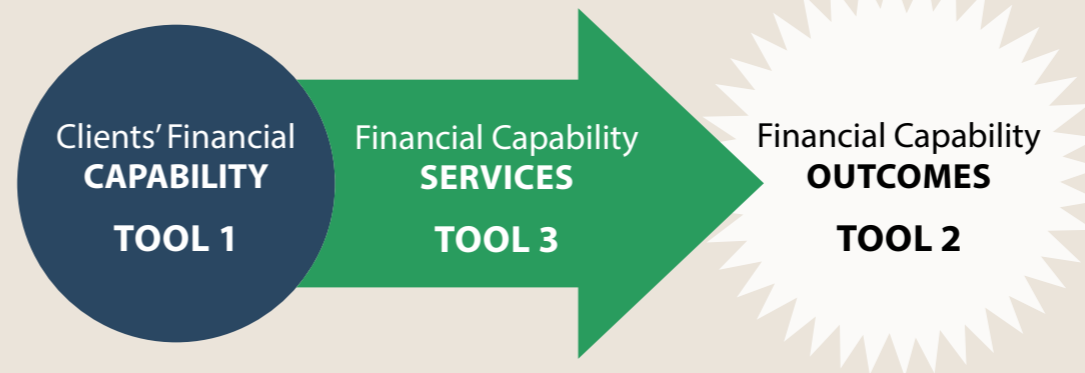 Clients’ Financial
CAPABILITY
TOOL 1
Financial Capability
SERVICES
TOOL 3
Financial Capability
OUTCOMES
TOOL 2